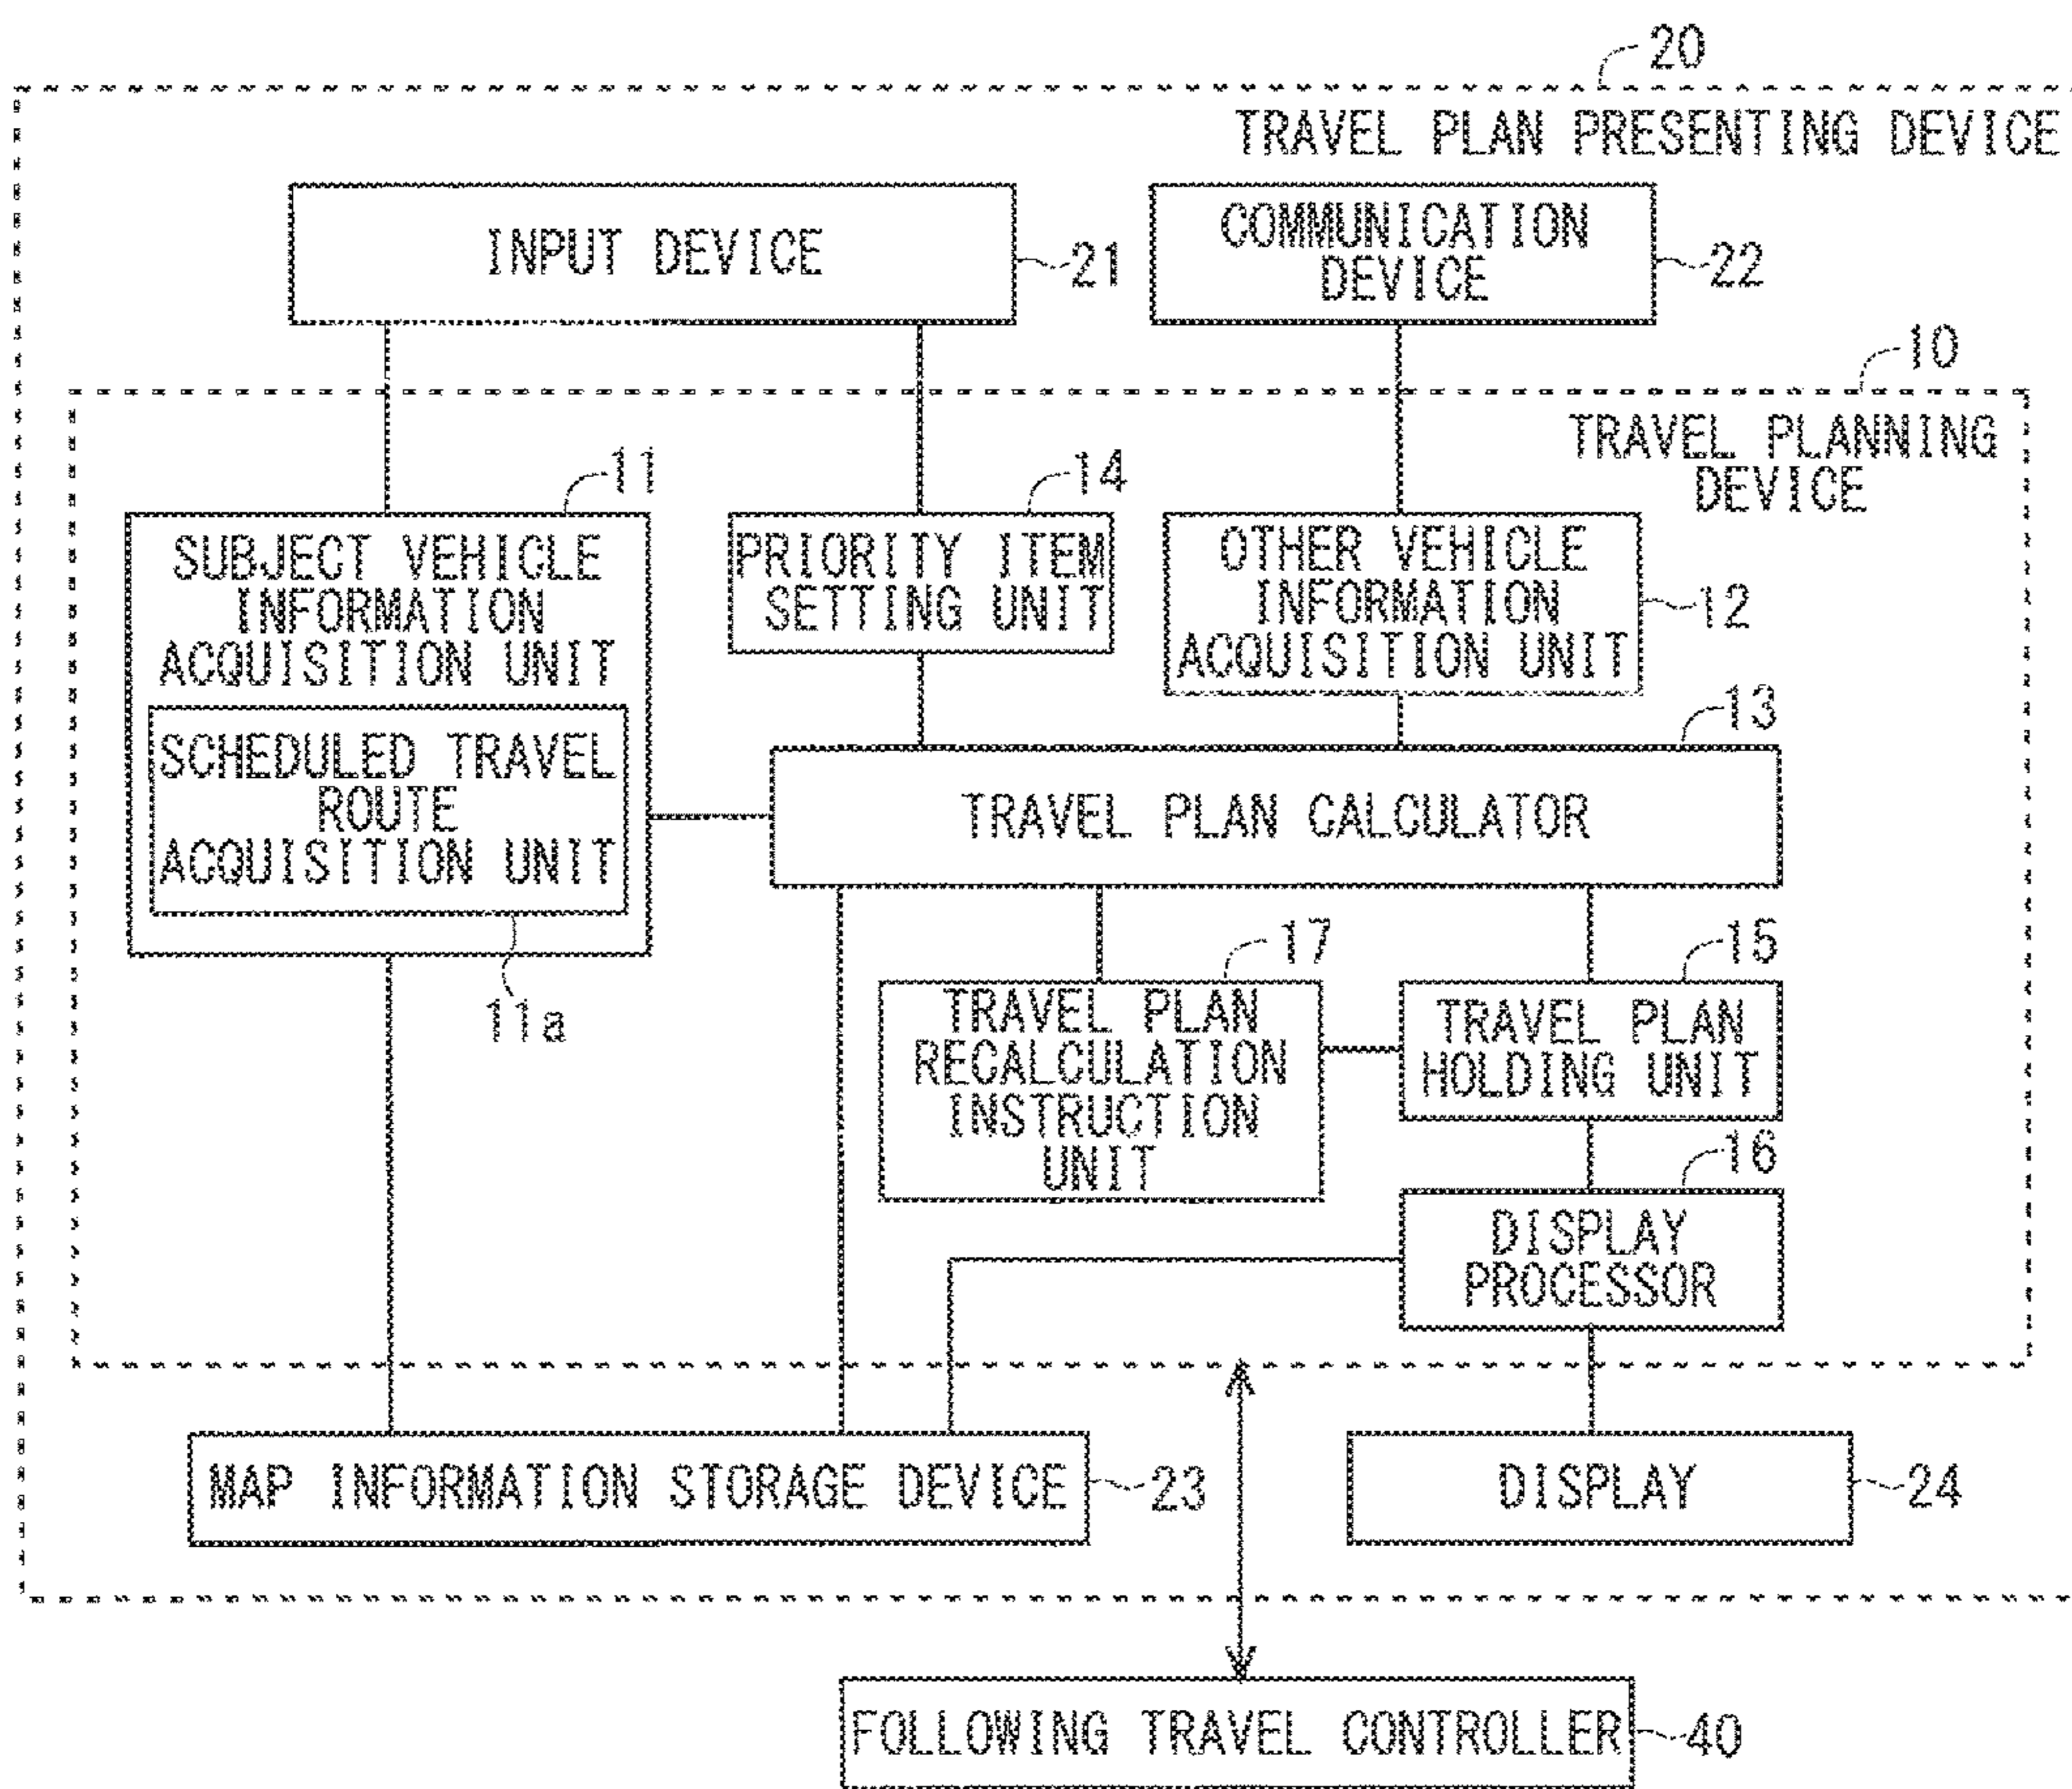 20
TRAVEL PLAN PRESENTING DEVICE
INPUT DEVICE
21
COMMUNICATION
DEVICE
22
10
TRAVEL PLANNING
DEVICE
11
SUBJECT VEHICLE
INFORMATION
ACQUISITION UNIT
14
PRIORITY ITEM
SETTING UNIT
OTHER VEHICLE
INFORMATION
ACQUISITION UNIT
12
SCHEDULED TRAVEL
ROUTE
ACQUISITION UNIT
11a
13
TRAVEL PLAN CALCULATOR
17
TRAVEL PLAN
RECALCULATION
INSTRUCTION
UNIT
15
TRAVEL PLAN
HOLDING UNIT
16
DISPLAY
PROCESSOR
MAP INFORMATION STORAGE DEVICE
23
DISPLAY
24
FOLLOWING TRAVEL CONTROLLER
40